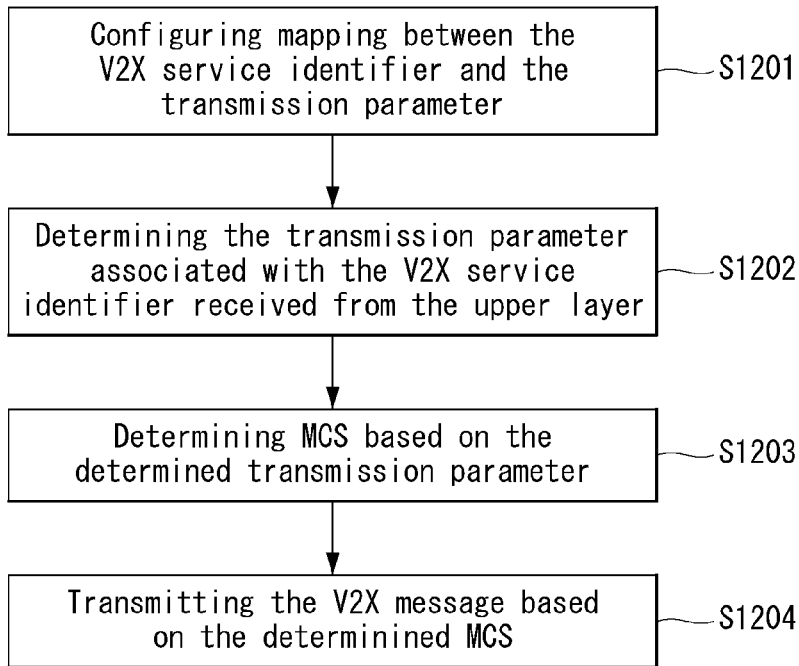 Configuring mapping between the
V2X service identifier and the
transmission parameter
S1201
Determining the transmission parameter
associated with the V2X service
identifier received from the upper layer
S1202
Determining MCS based on the
determined transmission parameter
S1203
Transmitting the V2X message based
on the determinined MCS
S1204